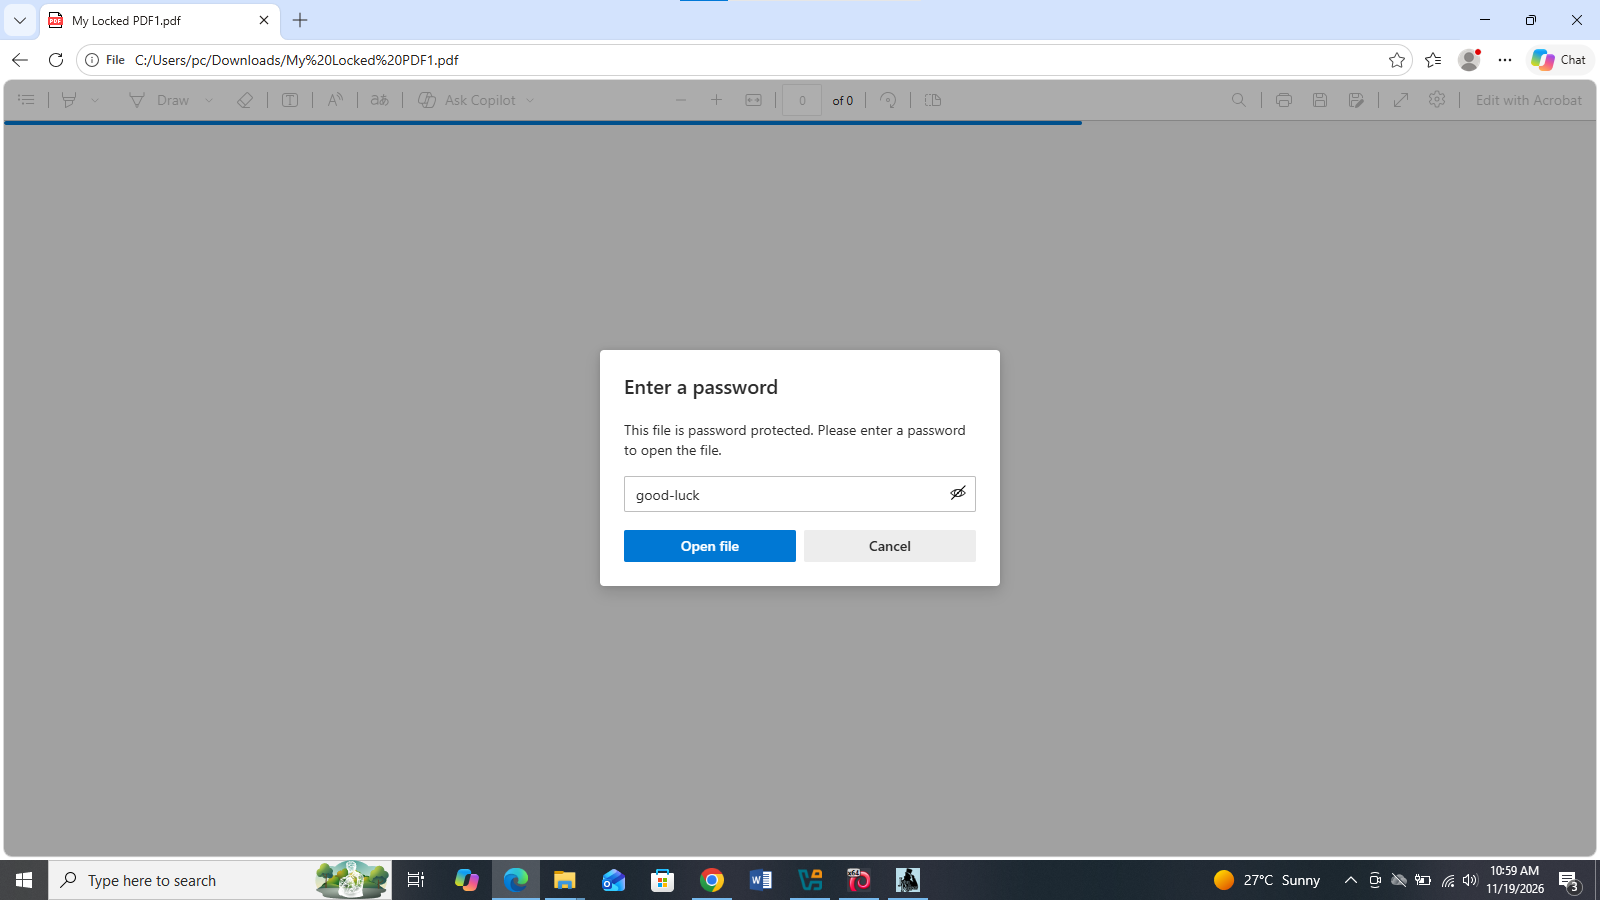 My Locked PDF1.pdf
File C:/Users/pc/Downloads/My%20Locked%20PDF1.pdf
Chat
Draw
Ask Copilot
0 of 0
Edit with Acrobat
Enter a password
This file is password protected. Please enter a password
to open the file.
good-luck
Open file
Cancel
Type here to search
27°C Sunny
10:59 AM
11/19/2026
3